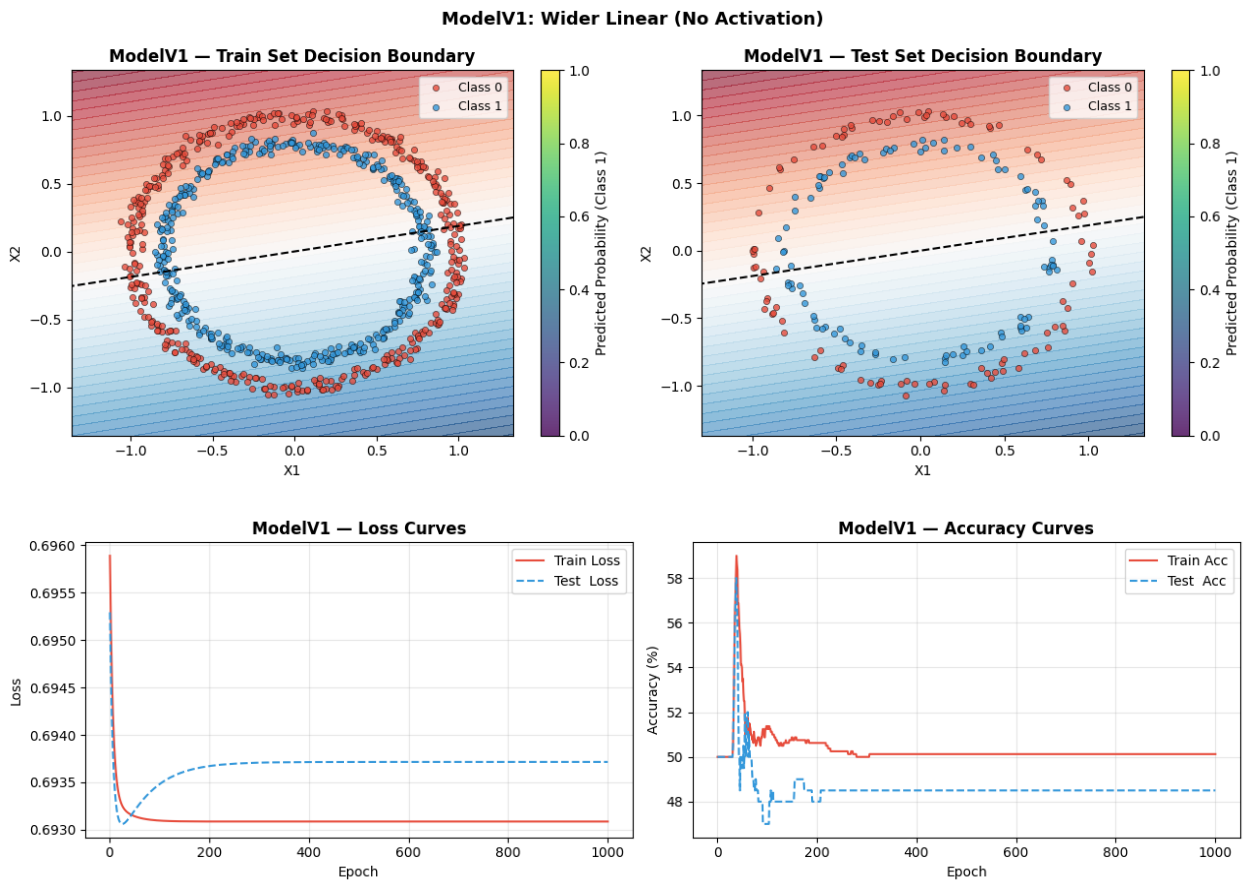 ModelV1: Wider Linear (No Activation)
ModelV1 — Train Set Decision Boundary
Class 0
Class 1
1.0
0.5
0.0
−0.5
−1.0
X2
−1.0 −0.5 0.0 0.5 1.0
X1
1.0
0.8
0.6
0.4
0.2
0.0
Predicted Probability (Class 1)
ModelV1 — Test Set Decision Boundary
Class 0
Class 1
1.0
0.5
0.0
−0.5
−1.0
X2
−1.0 −0.5 0.0 0.5 1.0
X1
1.0
0.8
0.6
0.4
0.2
0.0
Predicted Probability (Class 1)
ModelV1 — Loss Curves
Train Loss
Test  Loss
0.6960
0.6955
0.6950
0.6945
0.6940
0.6935
0.6930
Loss
0 200 400 600 800 1000
Epoch
ModelV1 — Accuracy Curves
Train Acc
Test  Acc
58
56
54
52
50
48
Accuracy (%)
0 200 400 600 800 1000
Epoch